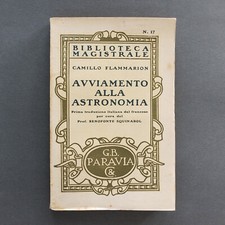 N. 17
BIBLIOTECA
MAGISTRALE
CAMILLO FLAMMARION
AVVIAMENTO
ALLA
ASTRONOMIA
Prima traduzione italiana dal francese
per cura del
Prof. SENOFONTE SQUINABOL
G.B.
PARAVIA
&